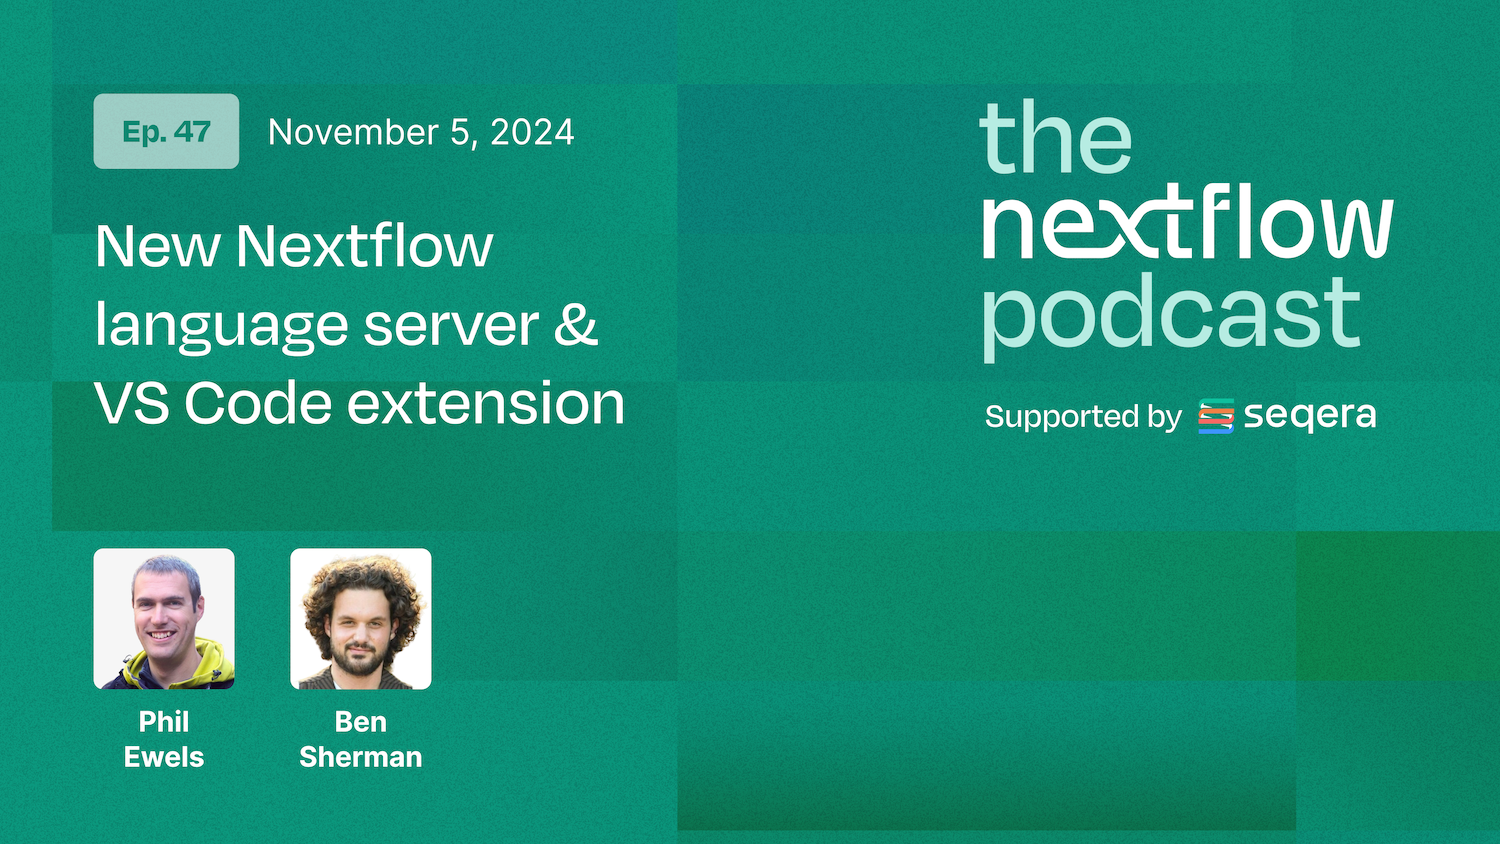 Ep. 47
November 5, 2024
New Nextflow
language server &
VS Code extension
Phil
Ewels
Ben
Sherman
the
nextflow
podcast
Supported by seqera